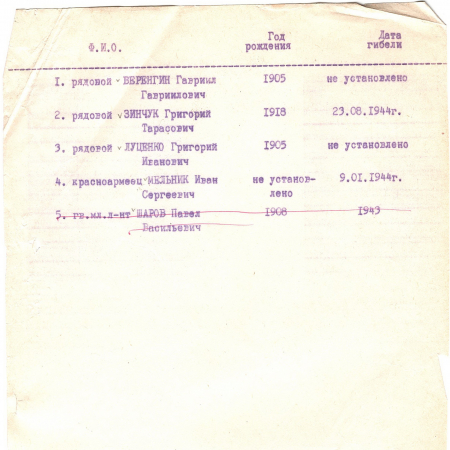 Ф.И.О. Год рождения Дата гибели
1. рядовой ВЕРЕНГИН Гавриил 1905 не установлено
Гавриилович
2. рядовой ЗИНЧУК Григорий 1918 23.08.1944г.
Тарасович
3. рядовой ЛУЦЕНКО Григорий 1905 не установлено
Иванович
4. красноармеец МЕЛЬНИК Иван не установ- 9.01.1944г.
Сергеевич лено
5. гв.мл.л-нт ШАРОВ Павел 1908 1943
Васильевич